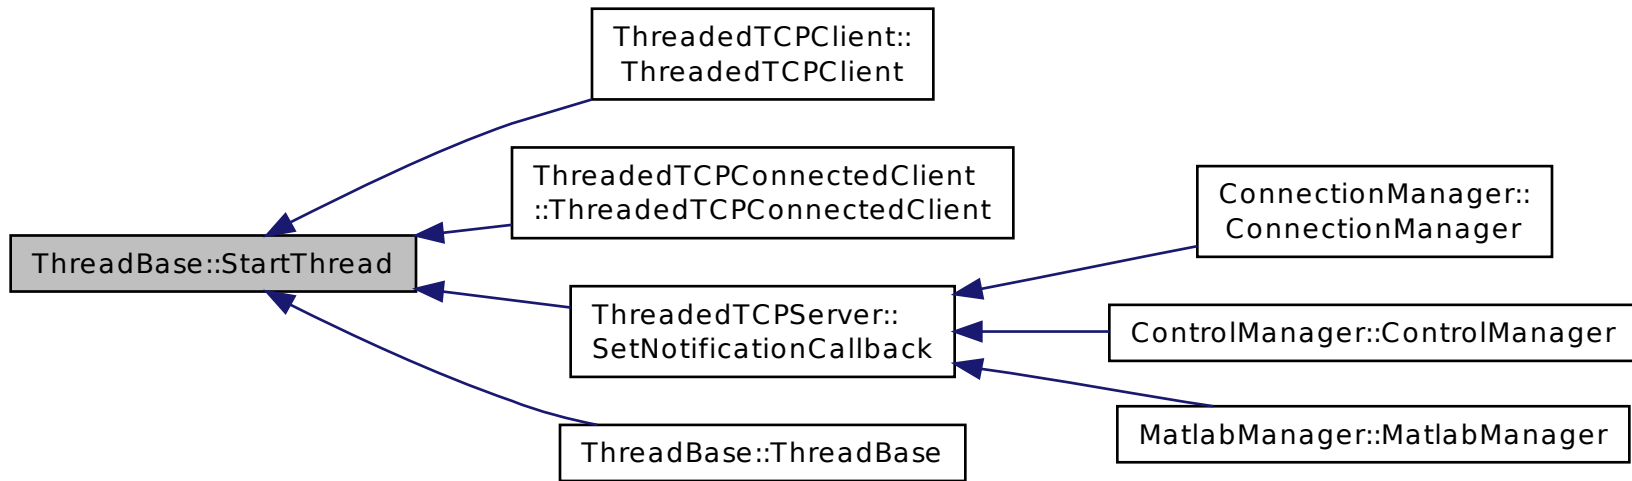 ThreadedTCPClient::
ThreadedTCPClient
ThreadedTCPConnectedClient
::ThreadedTCPConnectedClient
ThreadBase::StartThread
ThreadedTCPServer::
SetNotificationCallback
ThreadBase::ThreadBase
ConnectionManager::
ConnectionManager
ControlManager::ControlManager
MatlabManager::MatlabManager